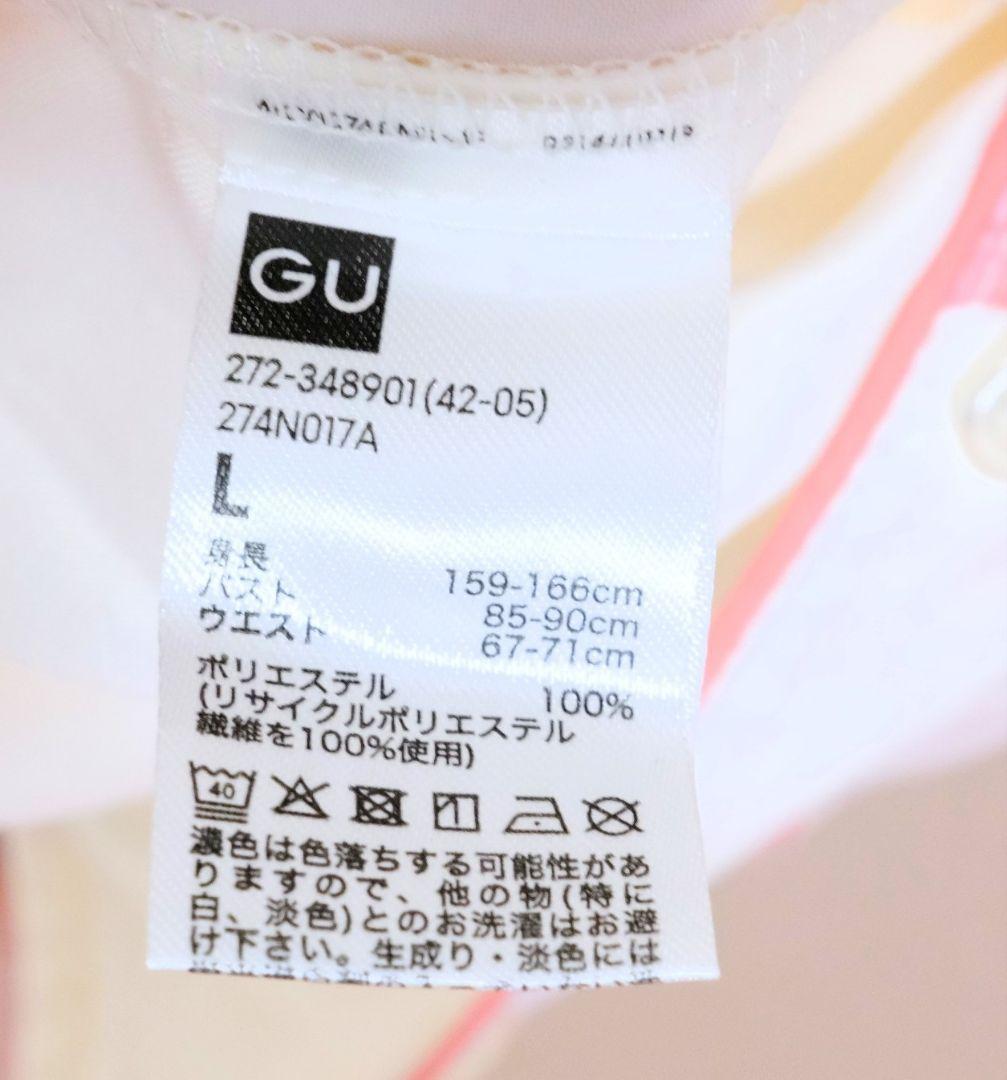 GU
272-348901(42-05)
274N017A
L
身長 159-166cm
バスト 85-90cm
ウエスト 67-71cm
ポリエステル 100%
(リサイクルポリエステル
繊維を100%使用)
40
濃色は色落ちする可能性があ
りますので、他の物(特に
白、淡色)とのお洗濯はお避
け下さい。生成り・淡色には